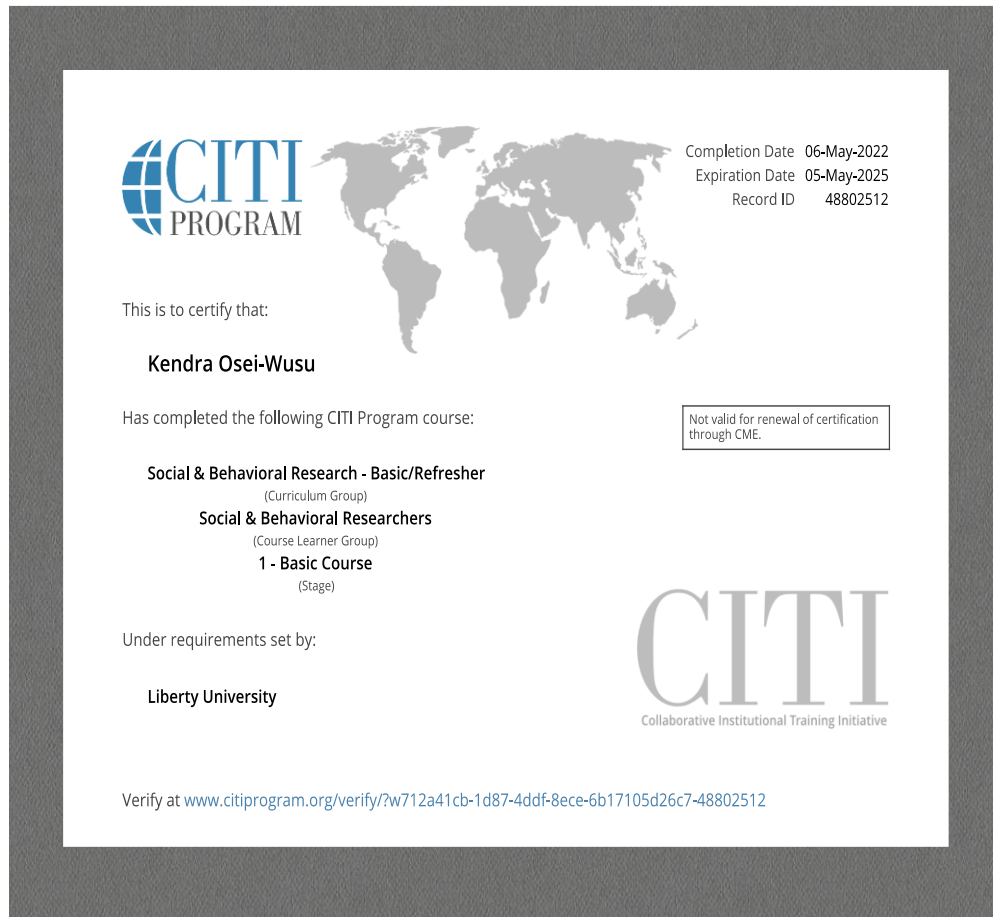 CITI
PROGRAM
Completion Date 06-May-2022
Expiration Date 05-May-2025
Record ID 48802512
This is to certify that:
Kendra Osei-Wusu
Has completed the following CITI Program course:
Not valid for renewal of certification
through CME.
Social & Behavioral Research - Basic/Refresher
(Curriculum Group)
Social & Behavioral Researchers
(Course Learner Group)
1 - Basic Course
(Stage)
Under requirements set by:
Liberty University
CITI
Collaborative Institutional Training Initiative
Verify at www.citiprogram.org/verify/?w712a41cb-1d87-4ddf-8ece-6b17105d26c7-48802512